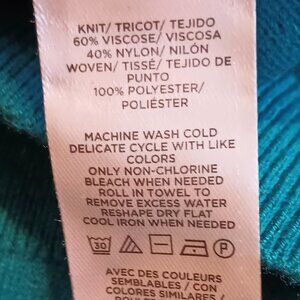 KNIT/ TRICOT/ TEJIDO
60% VISCOSE/ VISCOSA
40% NYLON/ NILÓN
WOVEN/ TISSÉ/ TEJIDO DE
PUNTO
100% POLYESTER/
POLIÉSTER
MACHINE WASH COLD
DELICATE CYCLE WITH LIKE
COLORS
ONLY NON-CHLORINE
BLEACH WHEN NEEDED
ROLL IN TOWEL TO
REMOVE EXCESS WATER
RESHAPE DRY FLAT
COOL IRON WHEN NEEDED
30 P
AVEC DES COULEURS
SEMBLABLES / CON
COLORES SIMILARES /